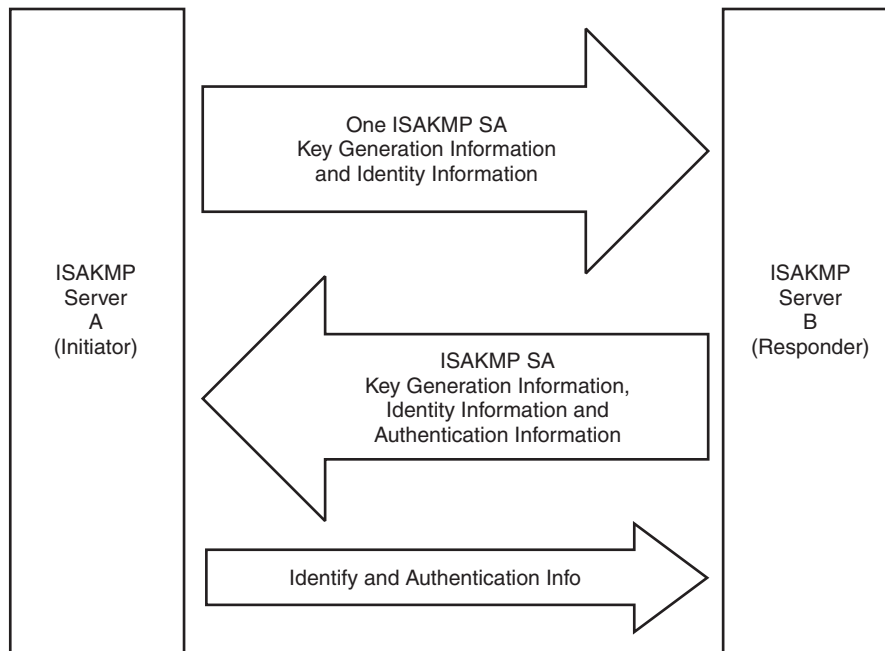 ISAKMP
Server
A
(Initiator)
One ISAKMP SA
Key Generation Information
and Identity Information
ISAKMP SA
Key Generation Information,
Identity Information and
Authentication Information
Identify and Authentication Info
ISAKMP
Server
B
(Responder)